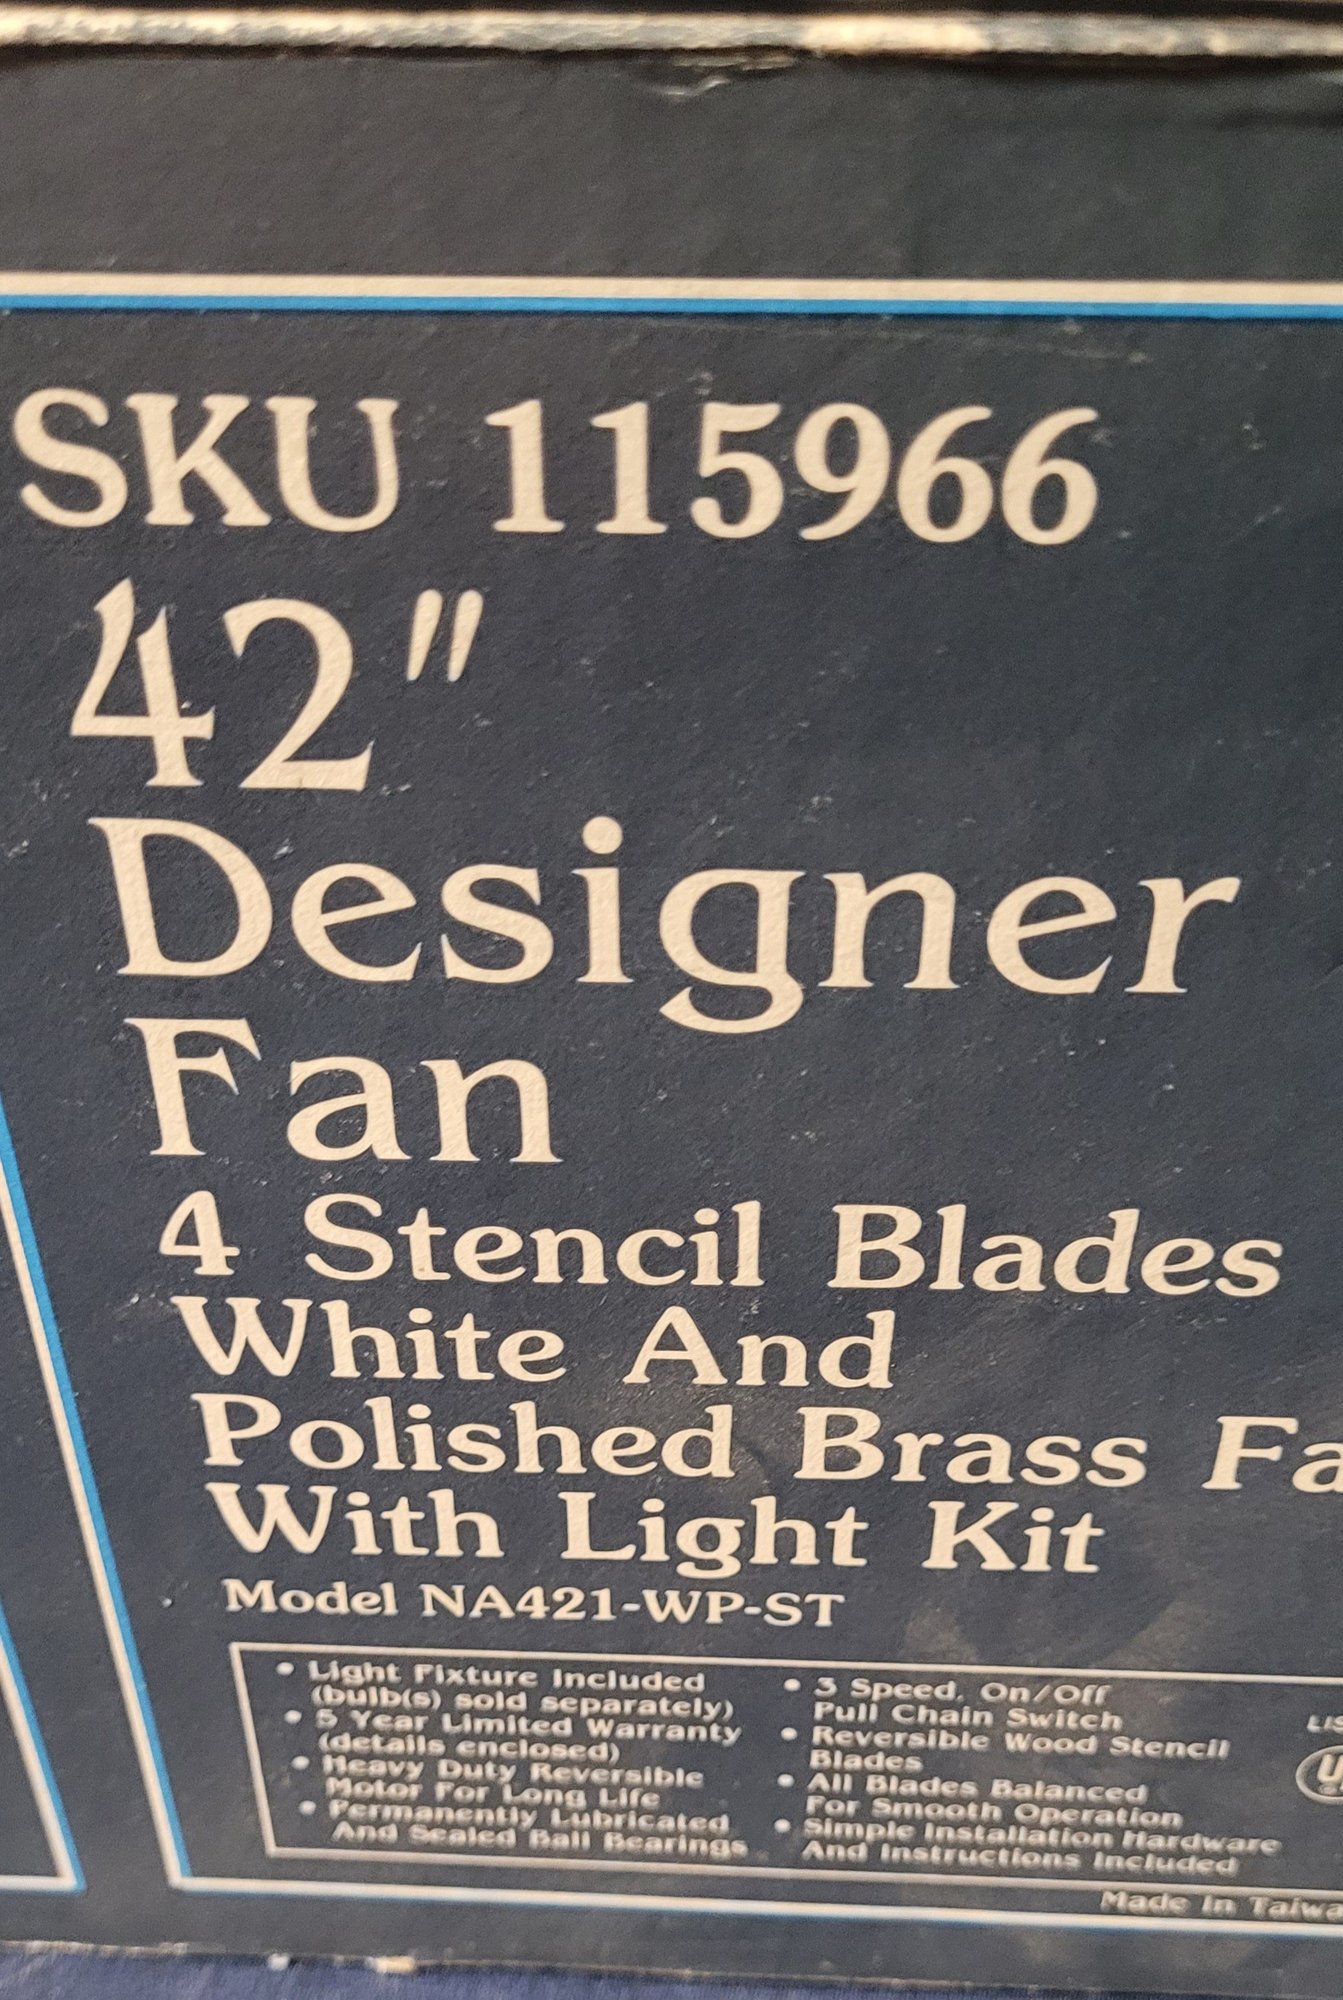 SKU 115966
42"
Designer
Fan
4 Stencil Blades
White And
Polished Brass Fa
With Light Kit
Model NA421-WP-ST
• Light Fixture Included
(bulb(s) sold separately)
• 5 Year Limited Warranty
(details enclosed)
• Heavy Duty Reversible
Motor For Long Life
• Permanently Lubricated
And Sealed Ball Bearings
• 3 Speed, On/Off
Pull Chain Switch
• Reversible Wood Stencil
Blades
• All Blades Balanced
For Smooth Operation
• Simple Installation Hardware
And Instructions Included
Made In Taiwa